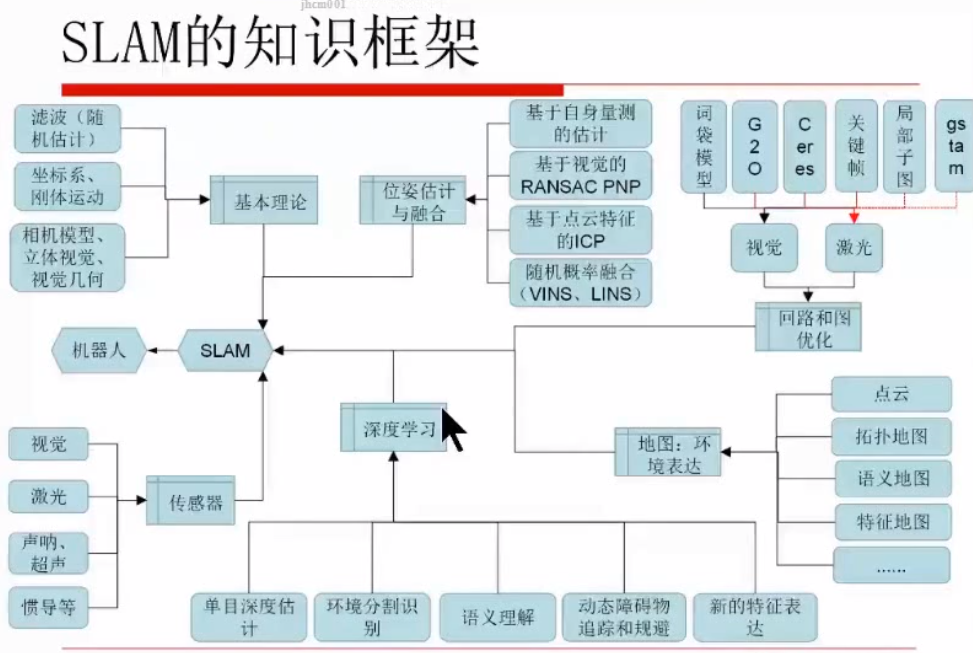 jhcm001
SLAM的知识框架
滤波（随
机估计）
坐标系、
刚体运动
相机模型、
立体视觉、
视觉几何
基本理论
位姿估计
与融合
基于自身量测
的估计
基于视觉的
RANSAC PNP
基于点云特征
的ICP
随机概率融合
（VINS、LINS）
词
袋
模
型
G
2
O
C
er
es
关
键
帧
局
部
子
图
gs
ta
m
视觉
激光
回路和图
优化
机器人
SLAM
深度学习
地图：环
境表达
点云
拓扑地图
语义地图
特征地图
……
视觉
激光
声呐、
超声
惯导等
传感器
单目深度估
计
环境分割识
别
语义理解
动态障碍物
追踪和规避
新的特征表
达